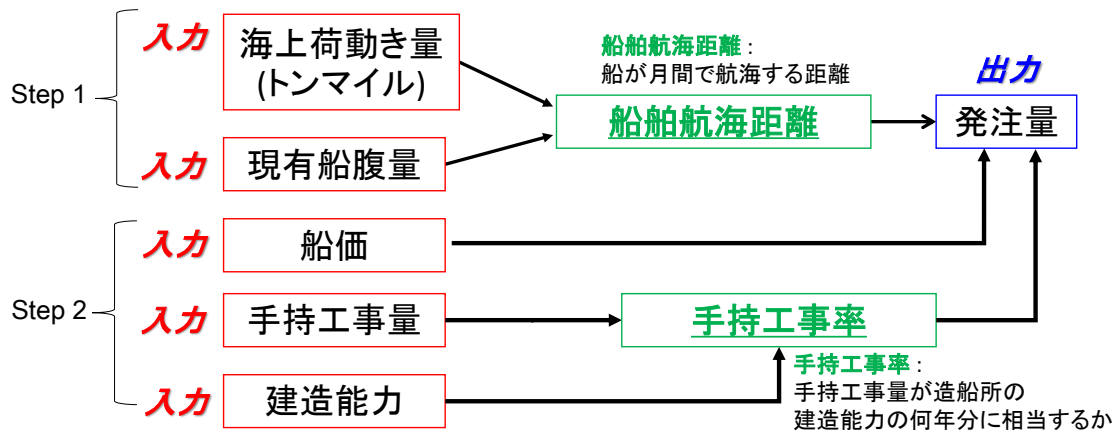 Step 1
入力
海上荷動き量
(トンマイル)
入力
現有船腹量
船舶航海距離：
船が月間で航海する距離
船舶航海距離
出力
発注量
Step 2
入力
船価
入力
手持工事量
手持工事率
入力
建造能力
手持工事率：
手持工事量が造船所の
建造能力の何年分に相当するか